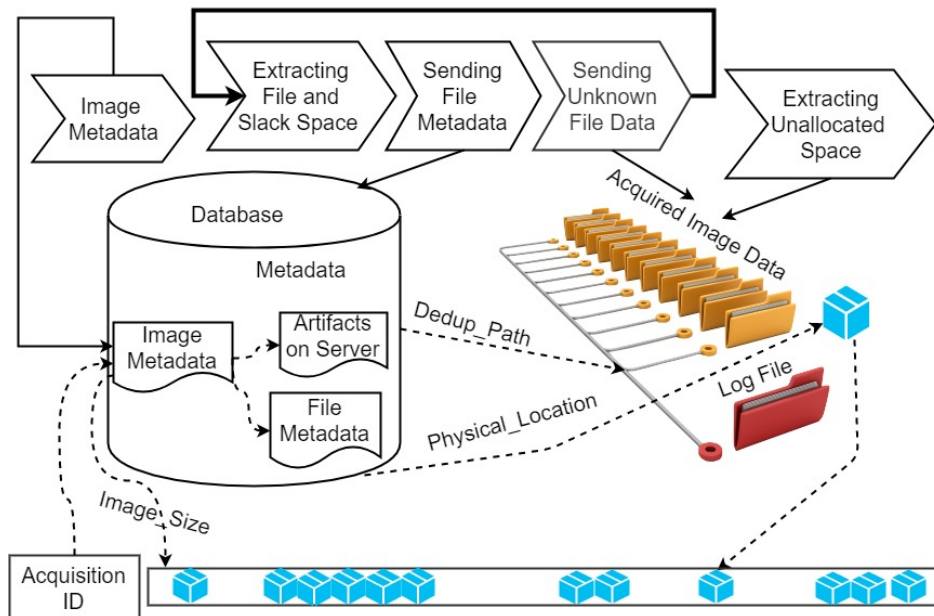 Image
Metadata
Extracting
File and
Slack Space
Sending
File
Metadata
Sending
Unknown
File Data
Extracting
Unallocated
Space
Database
Metadata
Image
Metadata
Artifacts
on Server
File
Metadata
Acquired Image Data
Dedup_Path
Physical_Location
Log File
Image_Size
Acquisition
ID